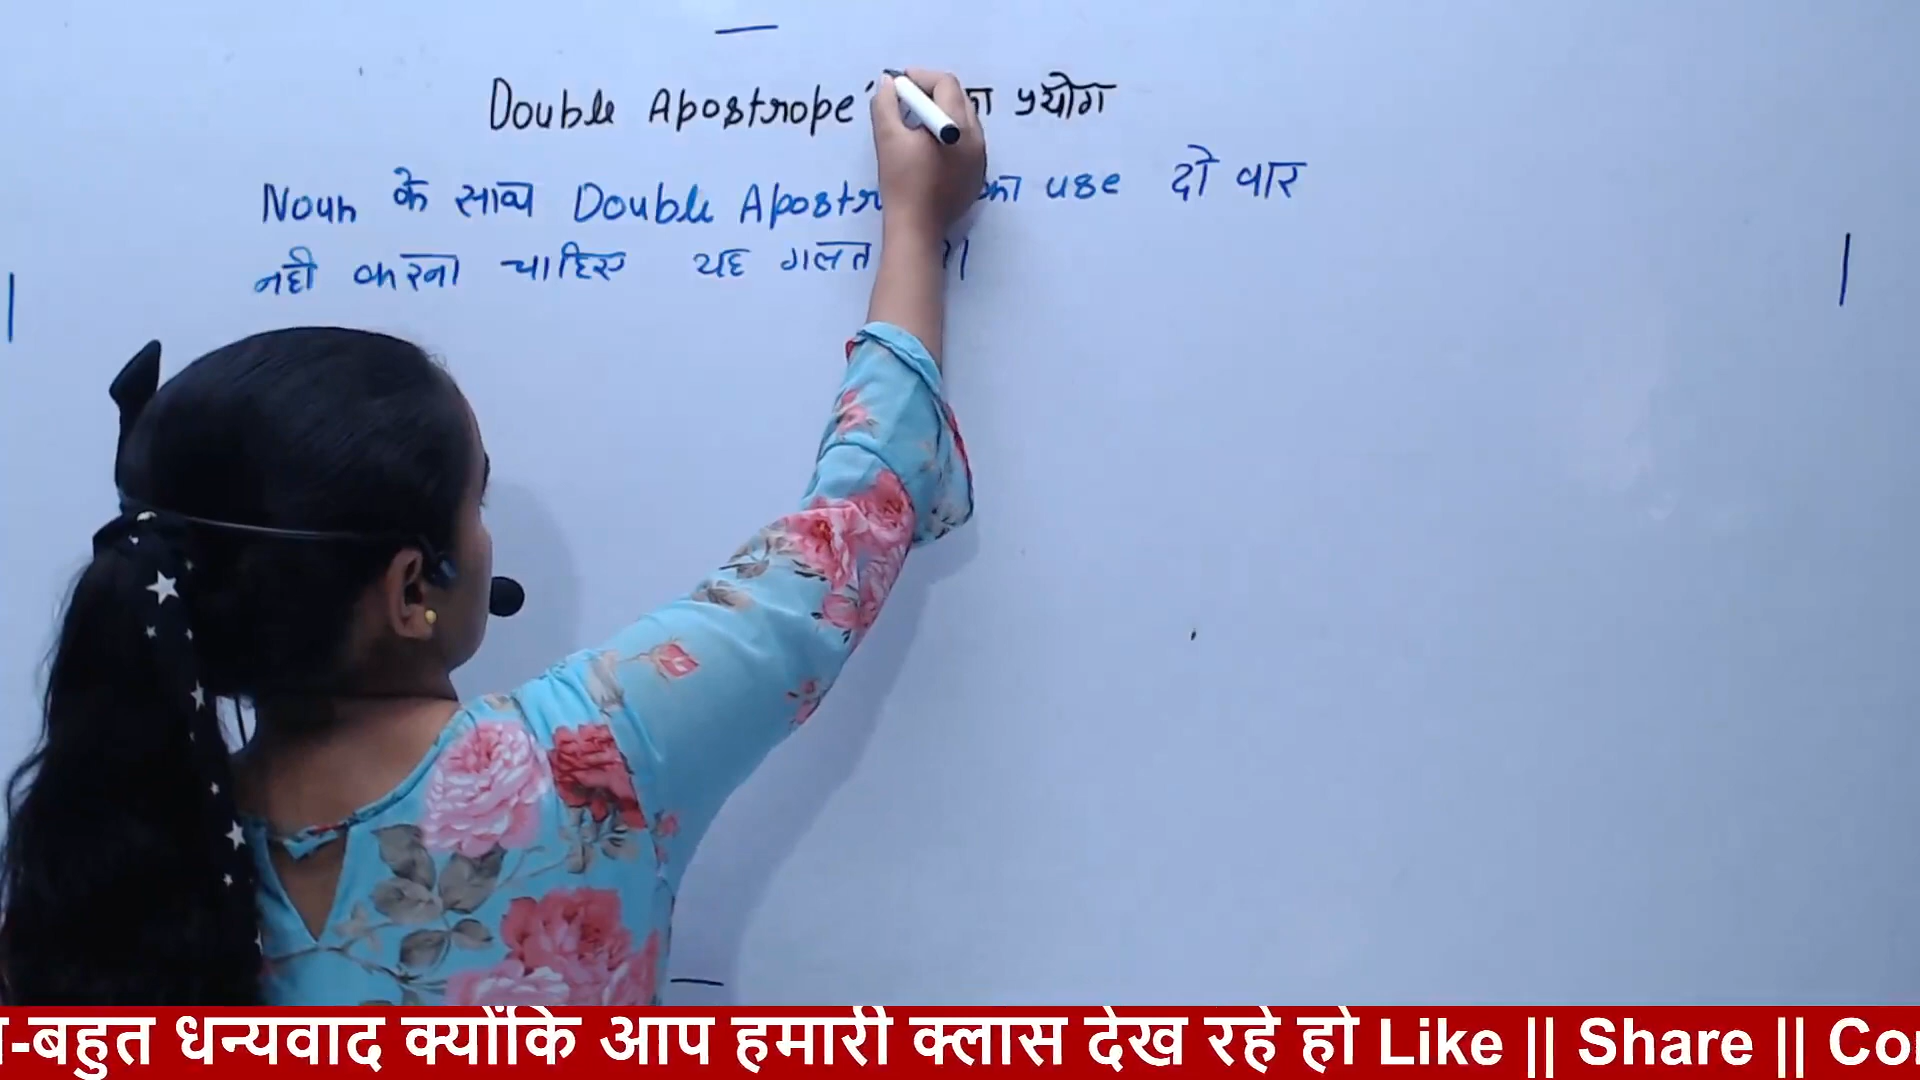 Double Apostrope' का प्रयोग
Noun के साथ Double Apostr का use दो वार
नही करना चाहिए यह गलत
-बहुत धन्यवाद क्योंकि आप हमारी क्लास देख रहे हो Like || Share || Co